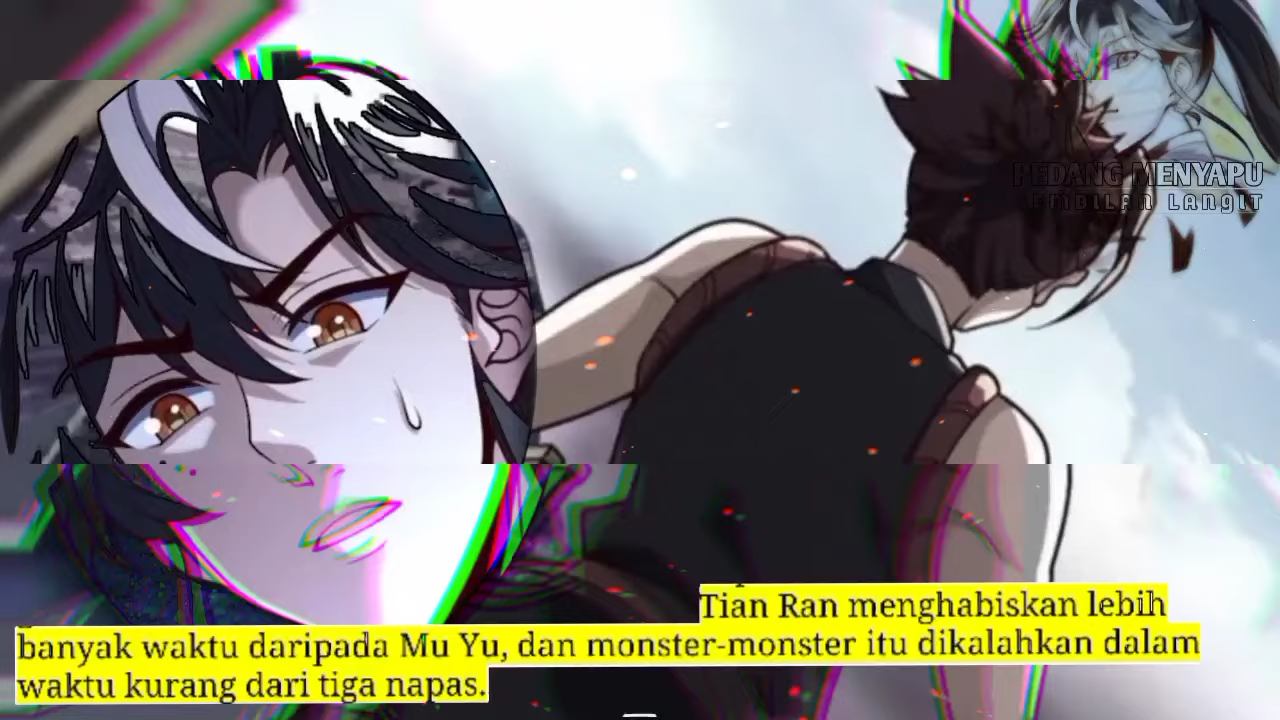 PEDANG MENYAPU
SEMBILAN LANGIT
Tian Ran menghabiskan lebih
banyak waktu daripada Mu Yu, dan monster-monster itu dikalahkan dalam
waktu kurang dari tiga napas.